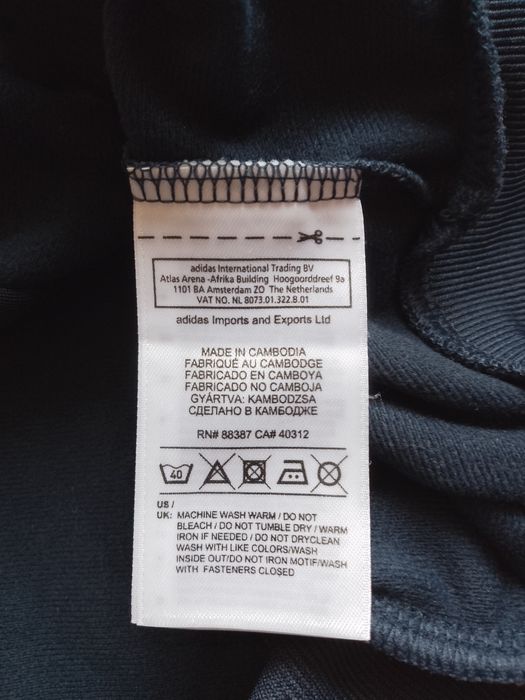 adidas International Trading BV
Atlas Arena -Afrika Building Hoogoorddreef 9a
1101 BA Amsterdam ZO The Netherlands
VAT NO. NL 8073.01.322.B.01
adidas Imports and Exports Ltd
MADE IN CAMBODIA
FABRIQUÉ AU CAMBODGE
FABRICADO EN CAMBOYA
FABRICADO NO CAMBOJA
GYÁRTVA: KAMBODZSA
СДЕЛАНО В КАМБОДЖЕ
RN# 88387 CA# 40312
40
US /
UK: MACHINE WASH WARM / DO NOT
BLEACH / DO NOT TUMBLE DRY / WARM
IRON IF NEEDED / DO NOT DRYCLEAN
WASH WITH LIKE COLORS/WASH
INSIDE OUT/DO NOT IRON MOTIF/WASH
WITH FASTENERS CLOSED